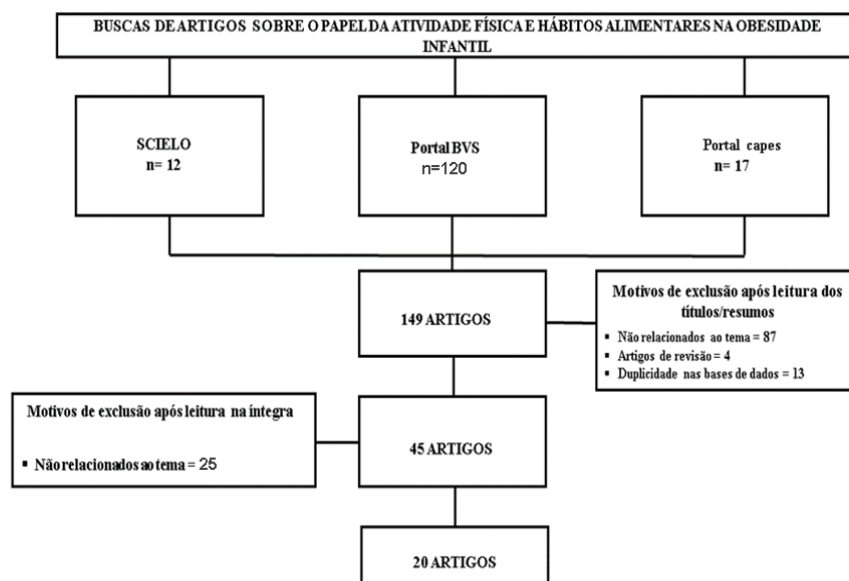 BUSCAS DE ARTIGOS SOBRE O PAPEL DA ATIVIDADE FÍSICA E HÁBITOS ALIMENTARES NA OBESIDADE
INFANTIL
SCIELO
n= 12
Portal BVS
n=120
Portal capes
n= 17
149 ARTIGOS
Motivos de exclusão após leitura dos
títulos/resumos
▪ Não relacionados ao tema = 87
▪ Artigos de revisão = 4
▪ Duplicidade nas bases de dados = 13
Motivos de exclusão após leitura na íntegra
▪ Não relacionados ao tema = 25
45 ARTIGOS
20 ARTIGOS